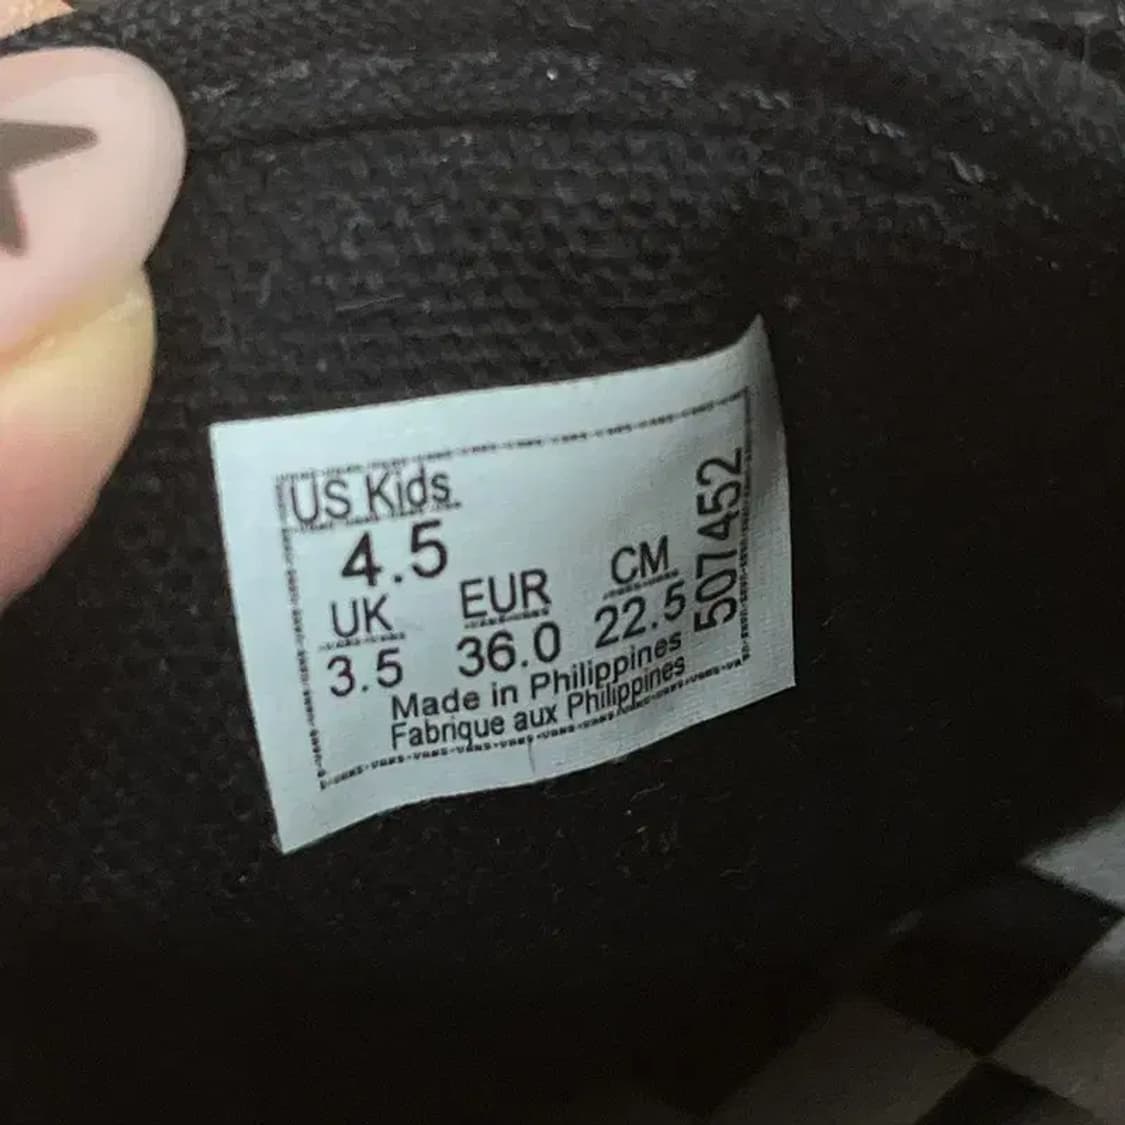 US Kids
4.5
UK EUR CM
3.5 36.0 22.5
Made in Philippines
Fabrique aux Philippines
507452